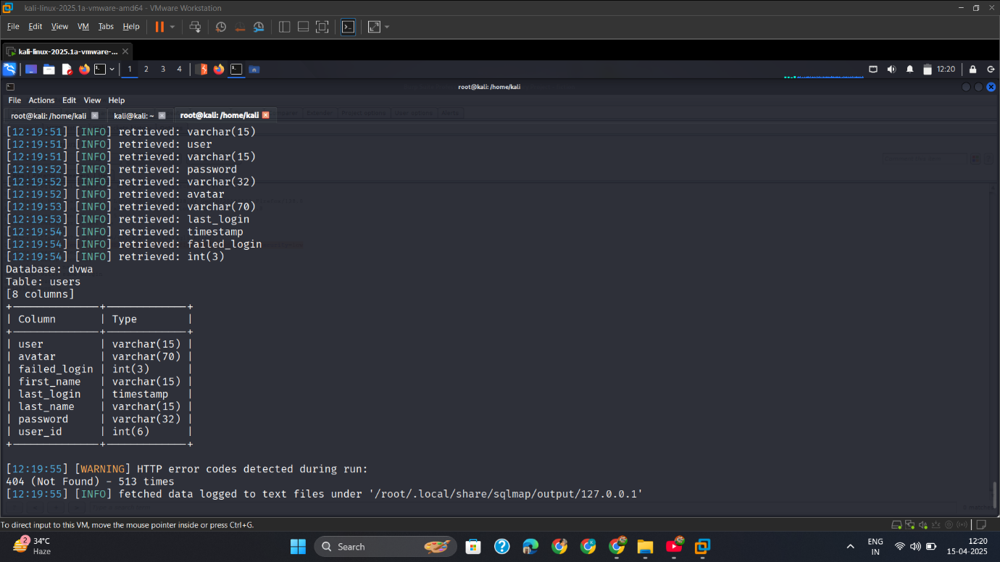 kali-linux-2025.1a-vmware-amd64 - VMware Workstation
File Edit View VM Tabs Help
kali-linux-2025.1a-vmware-...
1 2 3 4
12:20
root@kali: /home/kali
File Actions Edit View Help
root@kali: /home/kali kali@kali: ~ root@kali: /home/kali
[12:19:51] [INFO] retrieved: varchar(15)
[12:19:51] [INFO] retrieved: user
[12:19:51] [INFO] retrieved: varchar(15)
[12:19:52] [INFO] retrieved: password
[12:19:52] [INFO] retrieved: varchar(32)
[12:19:52] [INFO] retrieved: avatar
[12:19:53] [INFO] retrieved: varchar(70)
[12:19:53] [INFO] retrieved: last_login
[12:19:54] [INFO] retrieved: timestamp
[12:19:54] [INFO] retrieved: failed_login
[12:19:54] [INFO] retrieved: int(3)
Database: dvwa
Table: users
[8 columns]
+--------------+-------------+
| Column | Type |
+--------------+-------------+
| user | varchar(15) |
| avatar | varchar(70) |
| failed_login | int(3) |
| first_name | varchar(15) |
| last_login | timestamp |
| last_name | varchar(15) |
| password | varchar(32) |
| user_id | int(6) |
+--------------+-------------+
[12:19:55] [WARNING] HTTP error codes detected during run:
404 (Not Found) - 513 times
[12:19:55] [INFO] fetched data logged to text files under '/root/.local/share/sqlmap/output/127.0.0.1'
To direct input to this VM, move the mouse pointer inside or press Ctrl+G.
2
34°C
Haze
Search
ENG
IN
12:20
15-04-2025